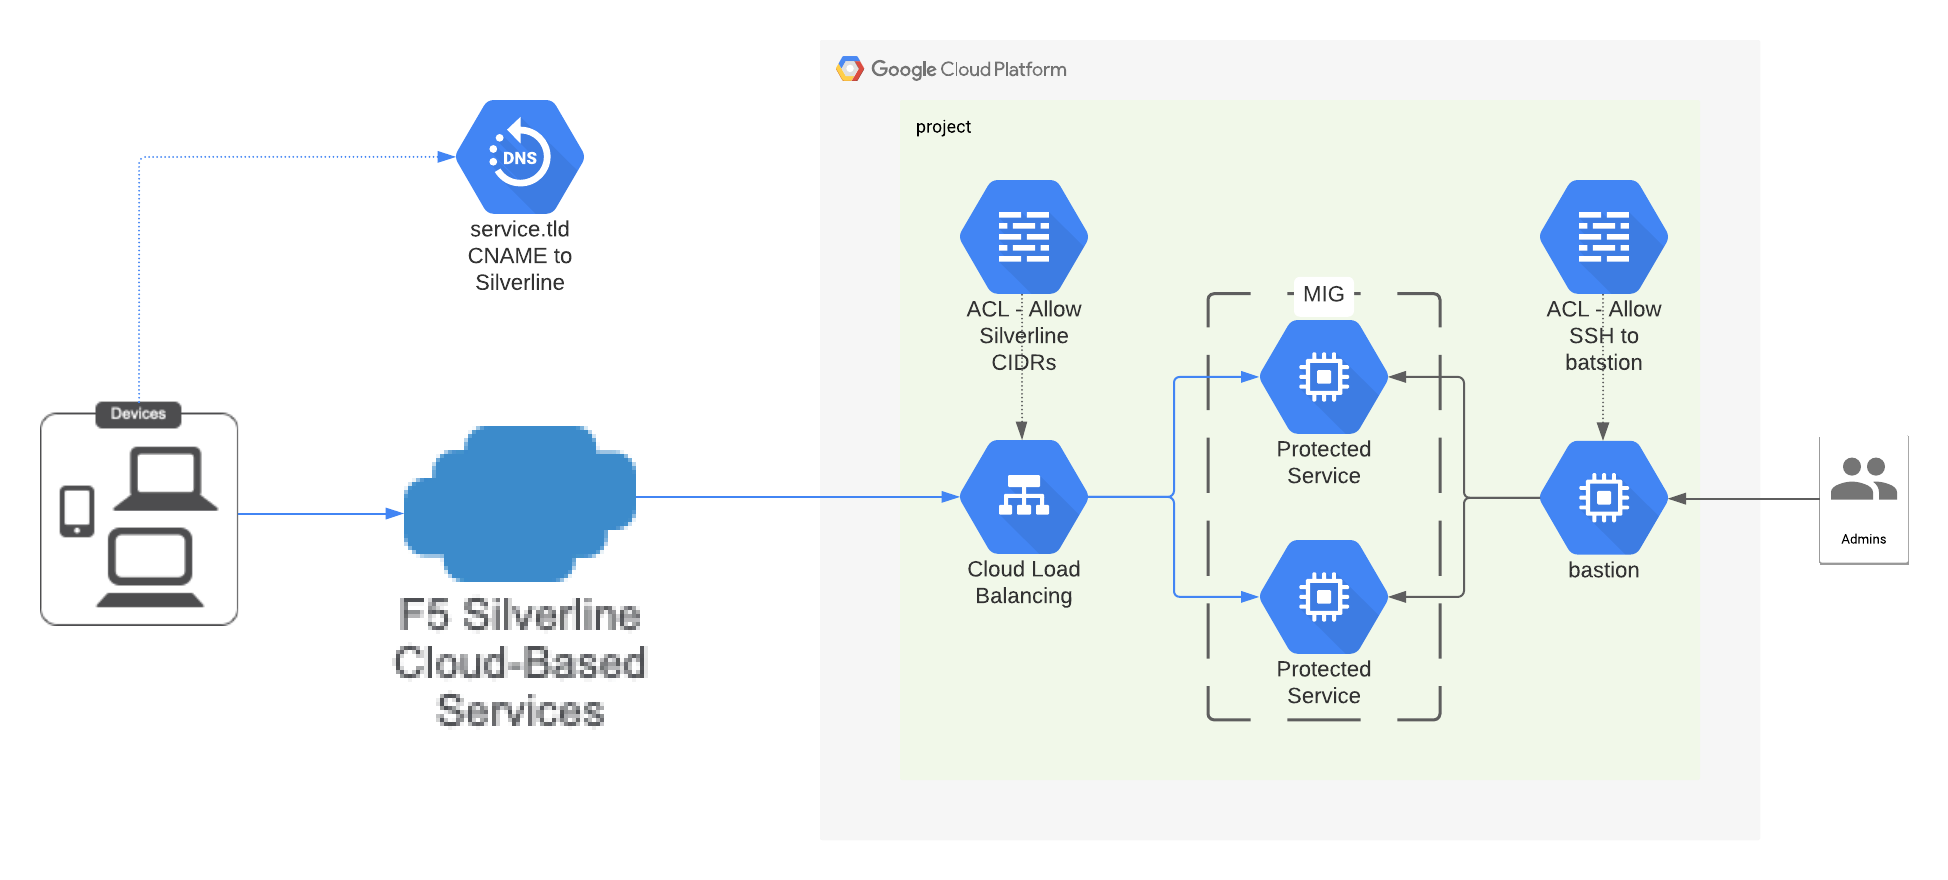 Google Cloud Platform
project
DNS
service.tld
CNAME to
Silverline
ACL - Allow
Silverline
CIDRs
MIG
ACL - Allow
SSH to
batstion
Devices
Protected
Service
F5 Silverline
Cloud-Based
Services
Cloud Load
Balancing
bastion
Admins
Protected
Service